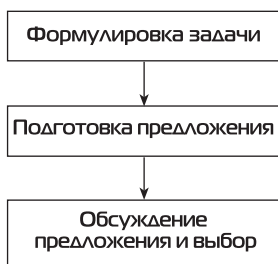 Формулировка задачи
Подготовка предложения
Обсуждение
предложения и выбор